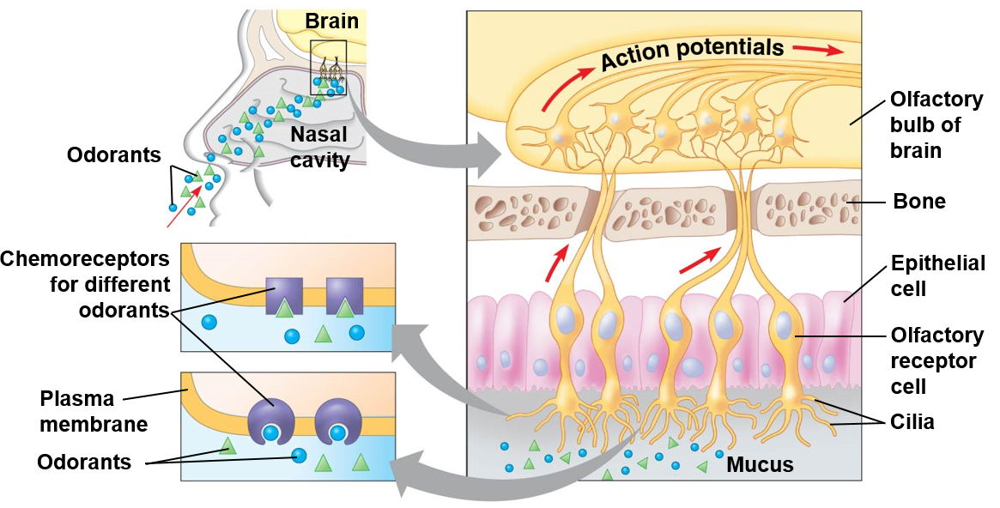 Brain
Nasal
cavity
Odorants
Chemoreceptors
for different
odorants
Plasma
membrane
Odorants
Action potentials
Olfactory
bulb of
brain
Bone
Epithelial
cell
Olfactory
receptor
cell
Cilia
Mucus